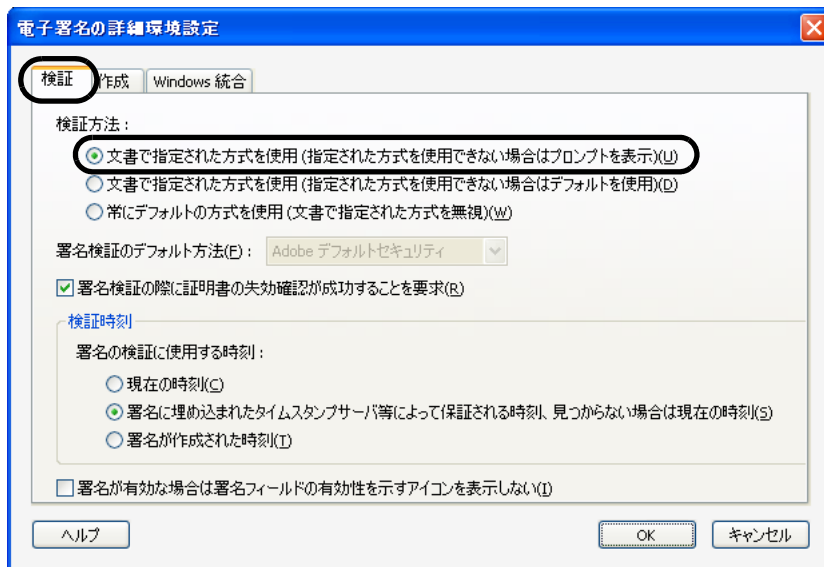 電子署名の詳細環境設定
検証 作成 Windows 統合
検証方法：
文書で指定された方式を使用 (指定された方式を使用できない場合はプロンプトを表示)(U)
文書で指定された方式を使用 (指定された方式を使用できない場合はデフォルトを使用)(D)
常にデフォルトの方式を使用 (文書で指定された方式を無視)(W)
署名検証のデフォルト方法(F)： Adobe デフォルトセキュリティ
署名検証の際に証明書の失効確認が成功することを要求(R)
検証時刻
署名の検証に使用する時刻：
現在の時刻(C)
署名に埋め込まれたタイムスタンプサーバ等によって保証される時刻、見つからない場合は現在の時刻(S)
署名が作成された時刻(T)
署名が有効な場合は署名フィールドの有効性を示すアイコンを表示しない(I)
ヘルプ OK キャンセル